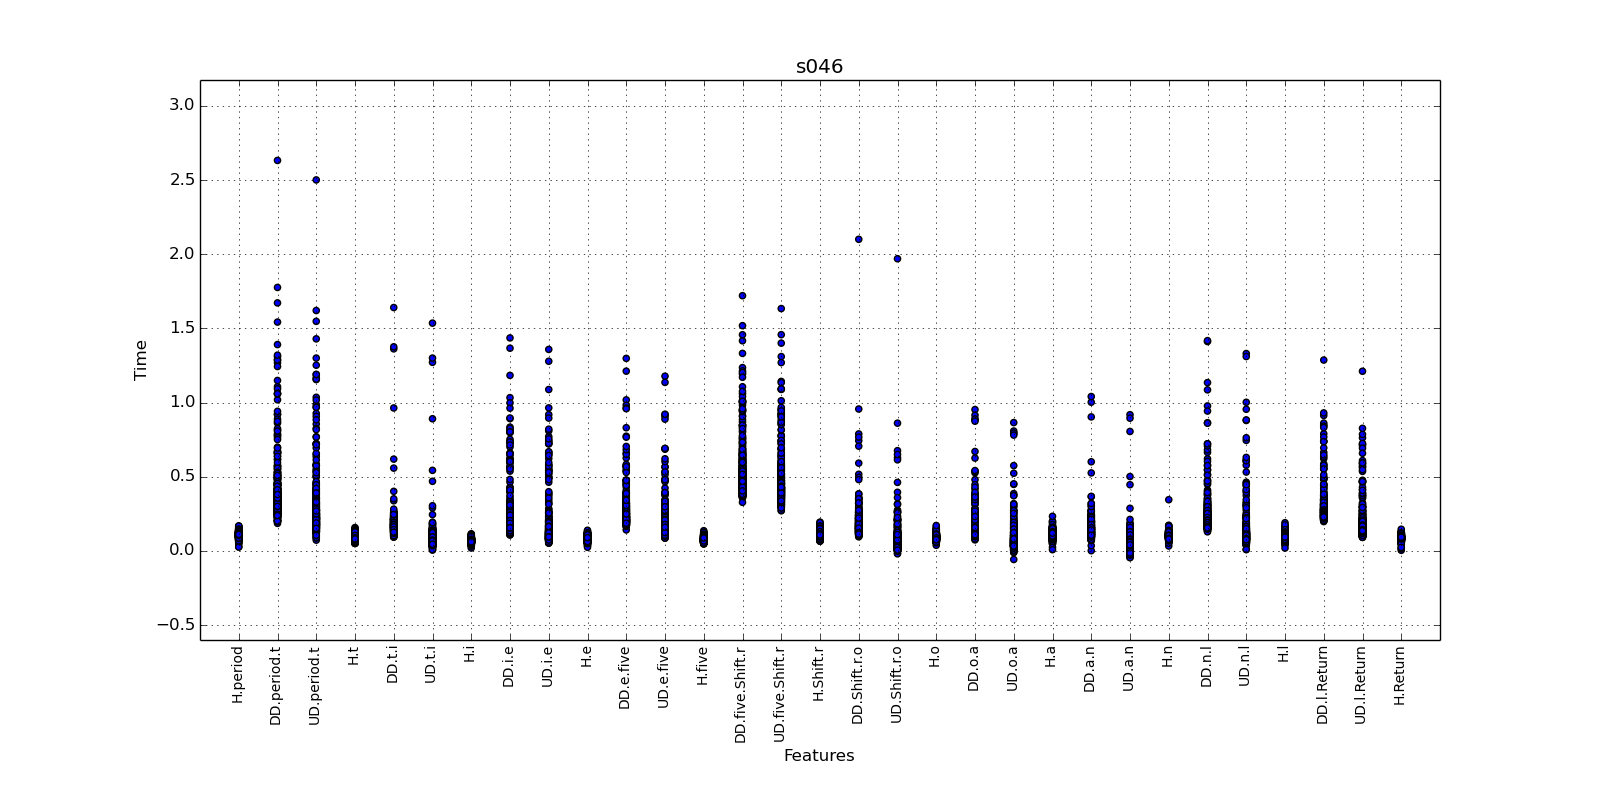 s046
3.0
2.5
2.0
1.5
1.0
0.5
0.0
−0.5
Time
H.period
DD.period.t
UD.period.t
H.t
DD.t.i
UD.t.i
H.i
DD.i.e
UD.i.e
H.e
DD.e.five
UD.e.five
H.five
DD.five.Shift.r
UD.five.Shift.r
H.Shift.r
DD.Shift.r.o
UD.Shift.r.o
H.o
DD.o.a
UD.o.a
H.a
DD.a.n
UD.a.n
H.n
DD.n.l
UD.n.l
H.l
DD.l.Return
UD.l.Return
H.Return
Features